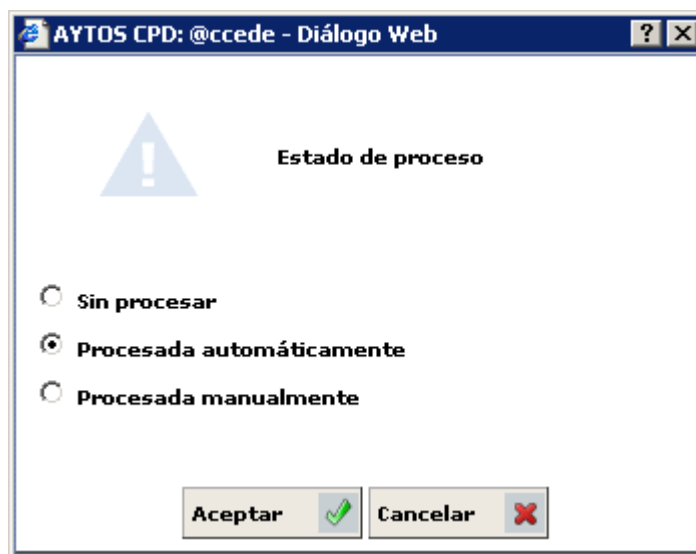 AYTOS CPD: @ccede - Diálogo Web
Estado de proceso
Sin procesar
Procesada automáticamente
Procesada manualmente
Aceptar
Cancelar